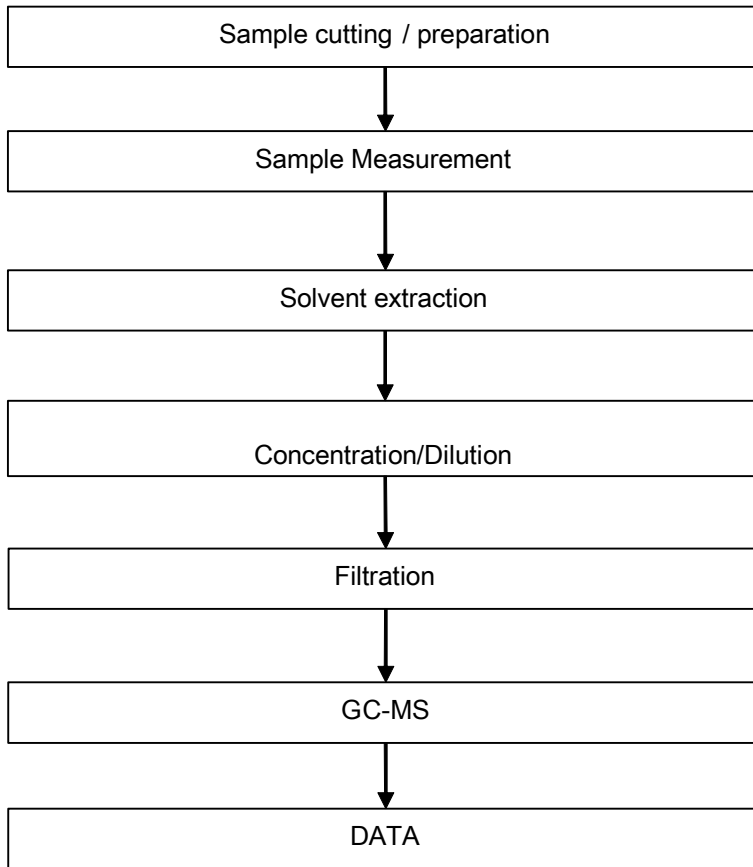 Sample cutting / preparation
Sample Measurement
Solvent extraction
Concentration/Dilution
Filtration
GC-MS
DATA